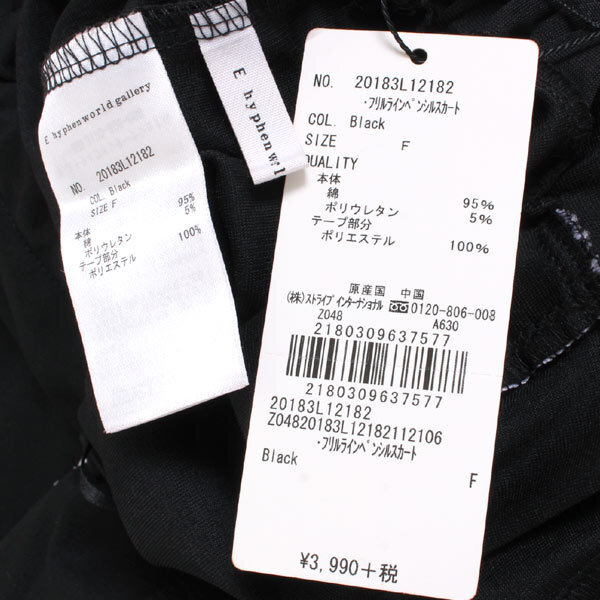 E hyphen world gallery
NO. 20183L12182
COL. Black
SIZE F
本体
綿 95%
ポリウレタン 5%
テープ部分
ポリエステル 100%
E hyphen wor
NO. 20183L12182
・フリルラインペンシルスカート
COL. Black
SIZE F
QUALITY
本体
綿 95%
ポリウレタン 5%
テープ部分
ポリエステル 100%
原産国 中国
(株)ストライプ インターナショナル 0120-806-008
Z048 A630
2180309637577
2180309637577
20183L12182
Z04820183L12182112106
・フリルラインペンシルスカート
Black F
¥3,990+税